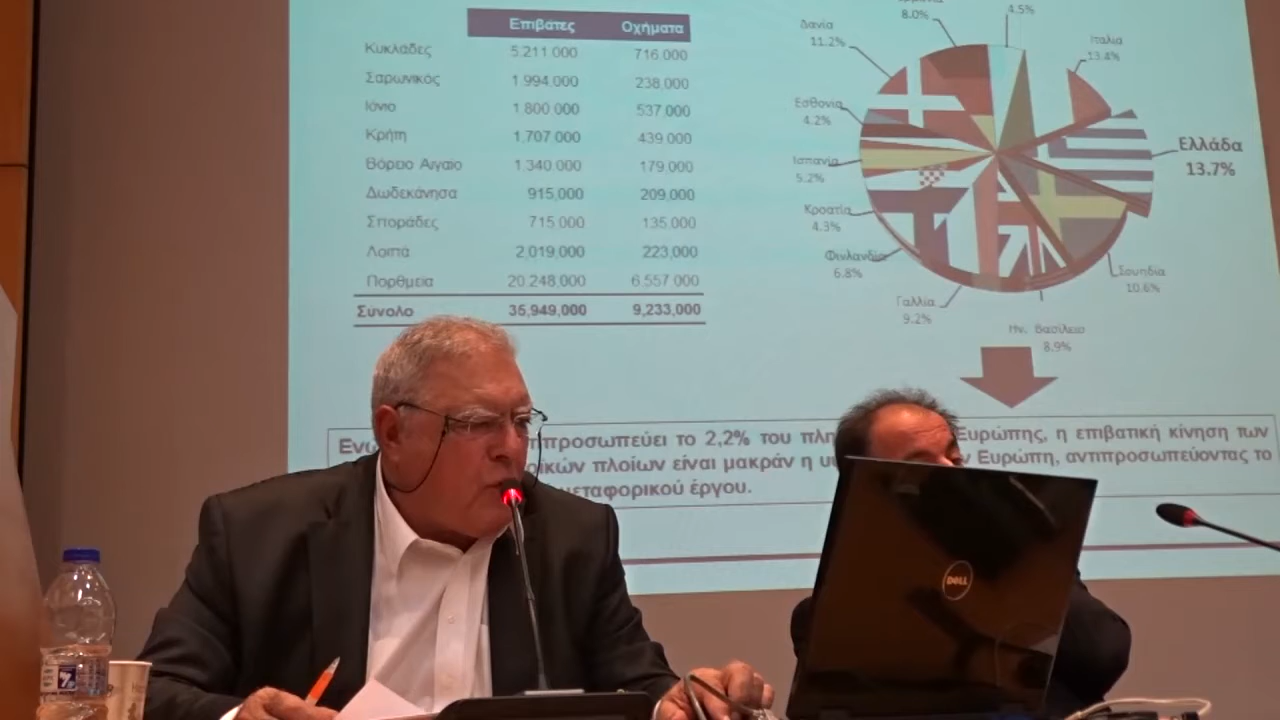 Επιβάτες Οχήματα
Κυκλάδες 5.211.000 716.000
Σαρωνικός 1.994.000 238.000
Ιόνιο 1.800.000 537.000
Κρήτη 1.707.000 439.000
Βόρειο Αιγαίο 1.340.000 179.000
Δωδεκάνησα 915,000 209,000
Σποράδες 715.000 135.000
Λοιπά 2,019,000 223,000
Πορθμεία 20.248.000 6.557.000
Συνολο 35,949,000 9,233,000
8.0%
4.5%
Δανία
11.2%
Ιταλία
13.4%
Εσθονία
4.2%
Ελλάδα
13.7%
Ισπανία
5.2%
Κροατία
4.3%
Φινλανδία
6.8%
Σουηδία
10.6%
Γαλλία
9.2%
Ην. Βασίλειο
8.9%
τιπροσωπεύει το 2,2% του πλη Ευρώπης, η επιβατική κίνηση των
πλοίων είναι μακράν η Ευρώπη, αντιπροσωπεύοντας το
μεταφορικού έργου.
DELL